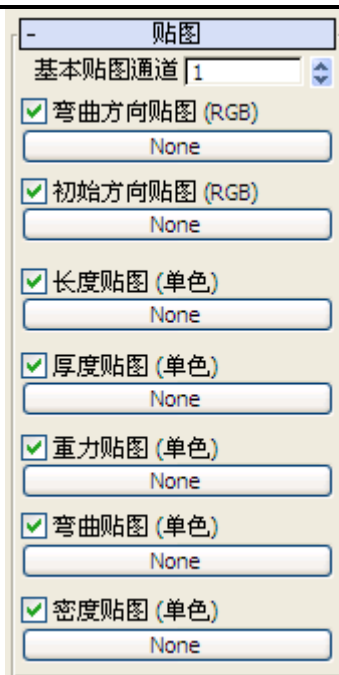 - 贴图
基本贴图通道 1
弯曲方向贴图 (RGB)
None
初始方向贴图 (RGB)
None
长度贴图 (单色)
None
厚度贴图 (单色)
None
重力贴图 (单色)
None
弯曲贴图 (单色)
None
密度贴图 (单色)
None